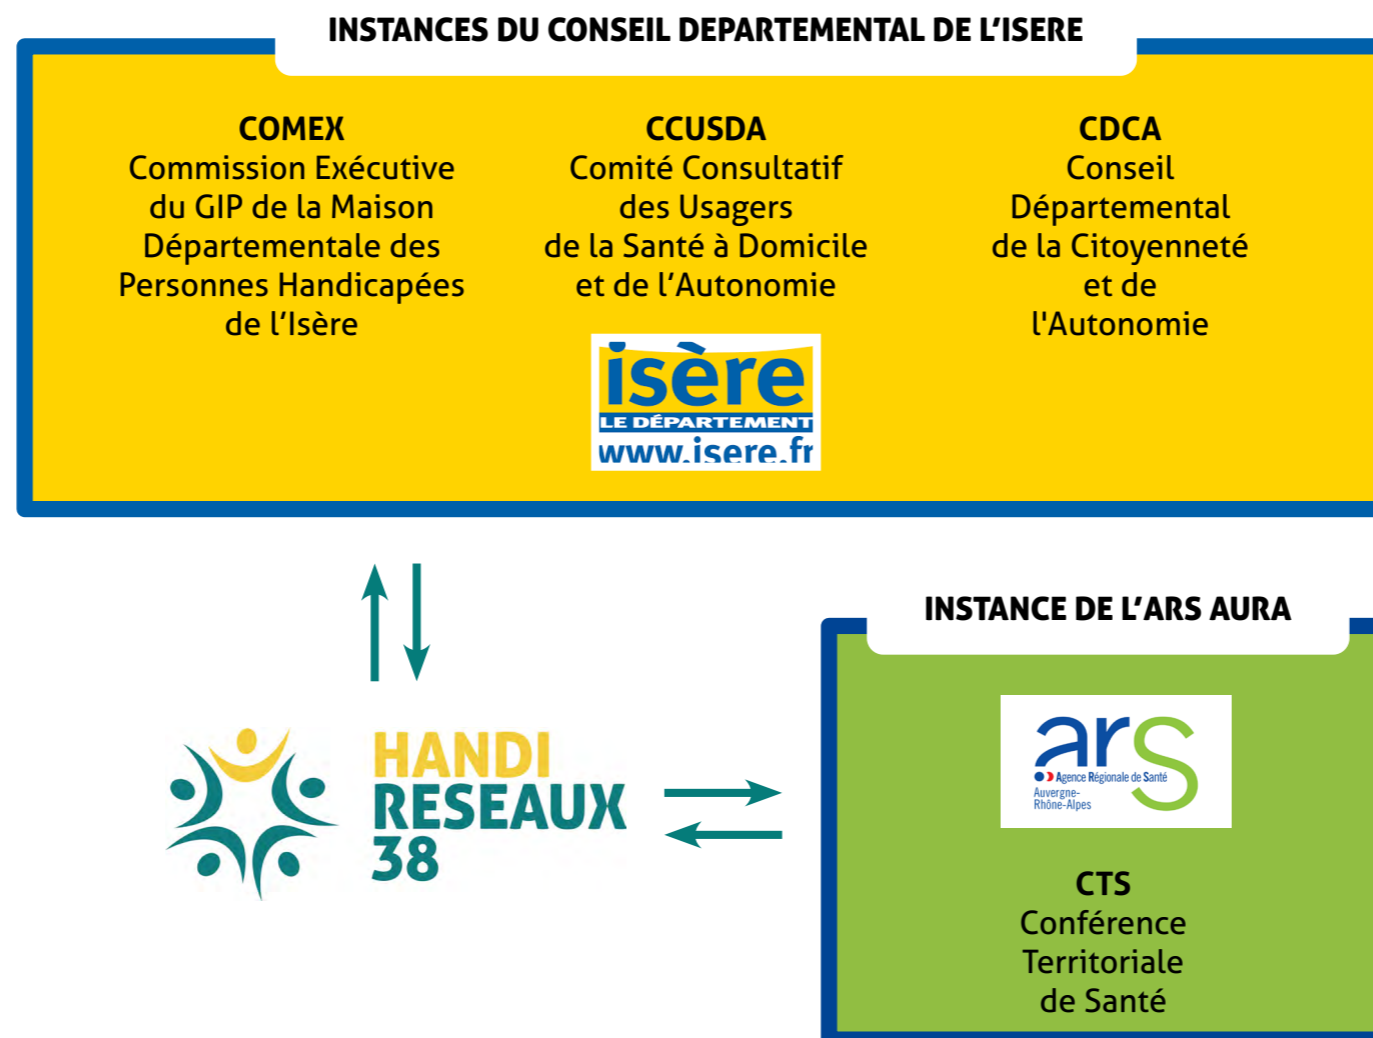 INSTANCES DU CONSEIL DEPARTEMENTAL DE L’ISERE
COMEX
Commission Exécutive
du GIP de la Maison
Départementale des
Personnes Handicapées
de l’Isère
CCUSDA
Comité Consultatif
des Usagers
de la Santé à Domicile
et de l’Autonomie
isère
LE DÉPARTEMENT
www.isere.fr
CDCA
Conseil
Départemental
de la Citoyenneté
et de
l'Autonomie
HANDI
RESEAUX
38
INSTANCE DE L’ARS AURA
ars
Agence Régionale de Santé
Auvergne-
Rhône-Alpes
CTS
Conférence
Territoriale
de Santé